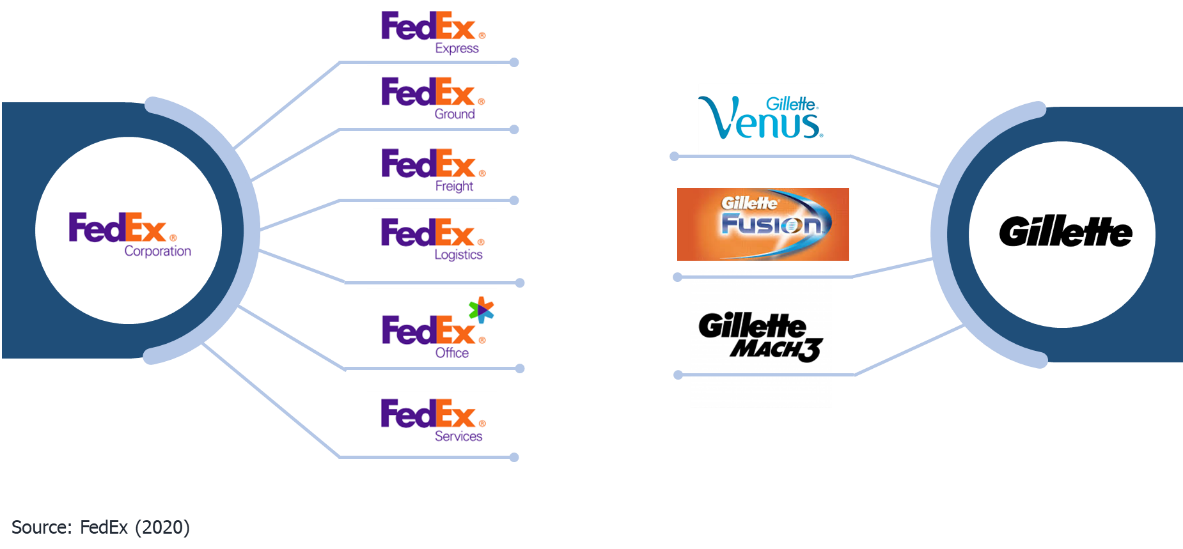 FedEx®
Express
FedEx®
Ground
FedEx®
Freight
FedEx®
Logistics
FedEx®
Office
FedEx®
Services
FedEx®
Corporation
Gillette®
Venus®
Gillette®
Fusion
Gillette
MACH3
Gillette
Source: FedEx (2020)